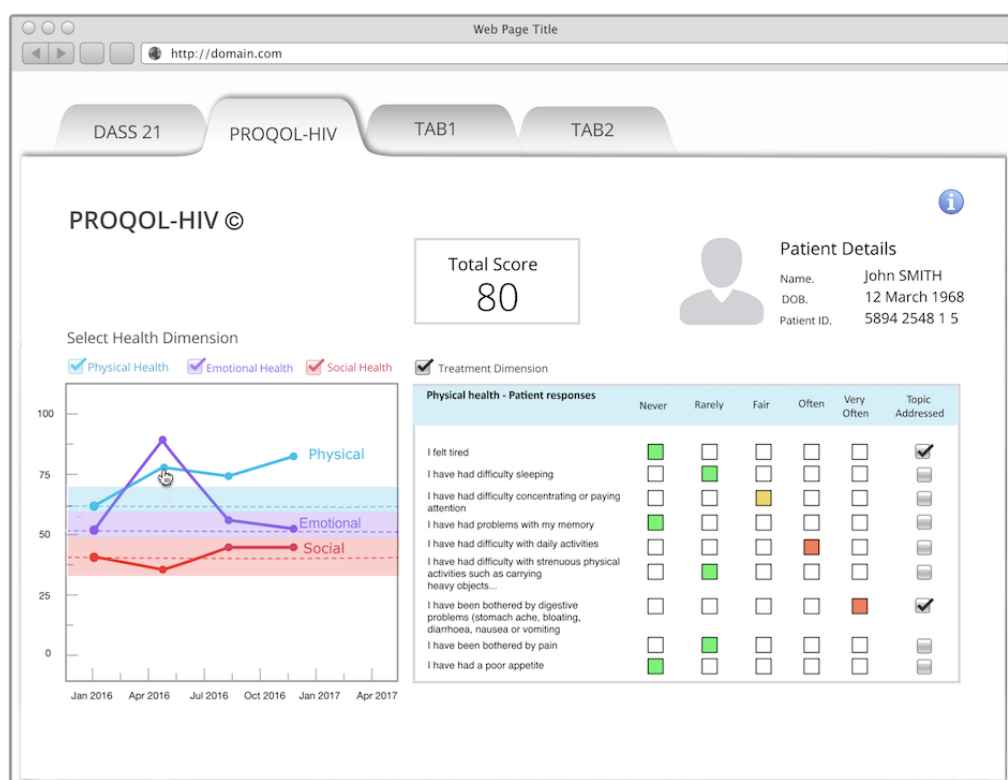 Web Page Title
http://domain.com
DASS 21
PROQOL-HIV
TAB1
TAB2
PROQOL-HIV ©
i
Total Score
80
Patient Details
Name. John SMITH
DOB. 12 March 1968
Patient ID. 5894 2548 1 5
Select Health Dimension
Physical Health Emotional Health Social Health Treatment Dimension
100
75
50
25
0
Physical
Emotional
Social
Jan 2016 Apr 2016 Jul 2016 Oct 2016 Jan 2017 Apr 2017
Physical health - Patient responses
Never Rarely Fair Often Very
Often Topic
Addressed
I felt tired
I have had difficulty sleeping
I have had difficulty concentrating or paying
attention
I have had problems with my memory
I have had difficulty with daily activities
I have had difficulty with strenuous physical
activities such as carrying
heavy objects...
I have been bothered by digestive
problems (stomach ache, bloating,
diarrhoea, nausea or vomiting
I have been bothered by pain
I have had a poor appetite